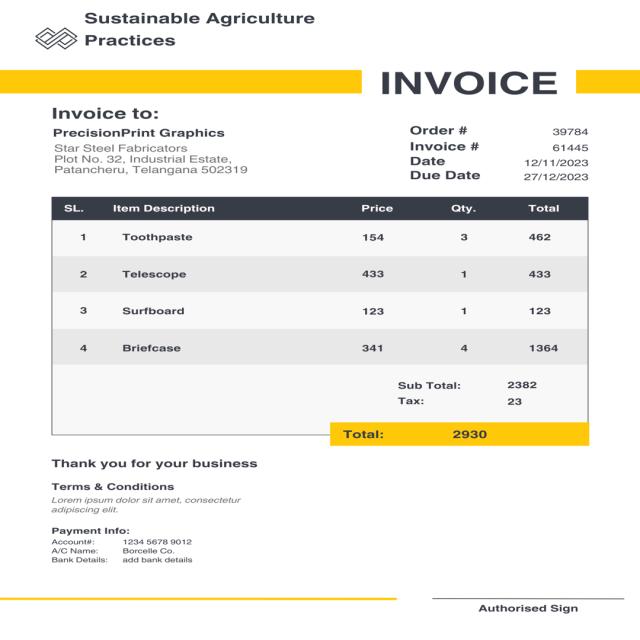 Sustainable Agriculture
Practices
INVOICE
Invoice to:
PrecisionPrint Graphics
Star Steel Fabricators
Plot No. 32, Industrial Estate,
Patancheru, Telangana 502319
Order # 39784
Invoice # 61445
Date 12/11/2023
Due Date 27/12/2023
SL. Item Description Price Qty. Total
1 Toothpaste 154 3 462
2 Telescope 433 1 433
3 Surfboard 123 1 123
4 Briefcase 341 4 1364
Sub Total: 2382
Tax: 23
Total: 2930
Thank you for your business
Terms & Conditions
Lorem ipsum dolor sit amet, consectetur
adipiscing elit.
Payment Info:
Account#: 1234 5678 9012
A/C Name: Borcelle Co.
Bank Details: add bank details
Authorised Sign